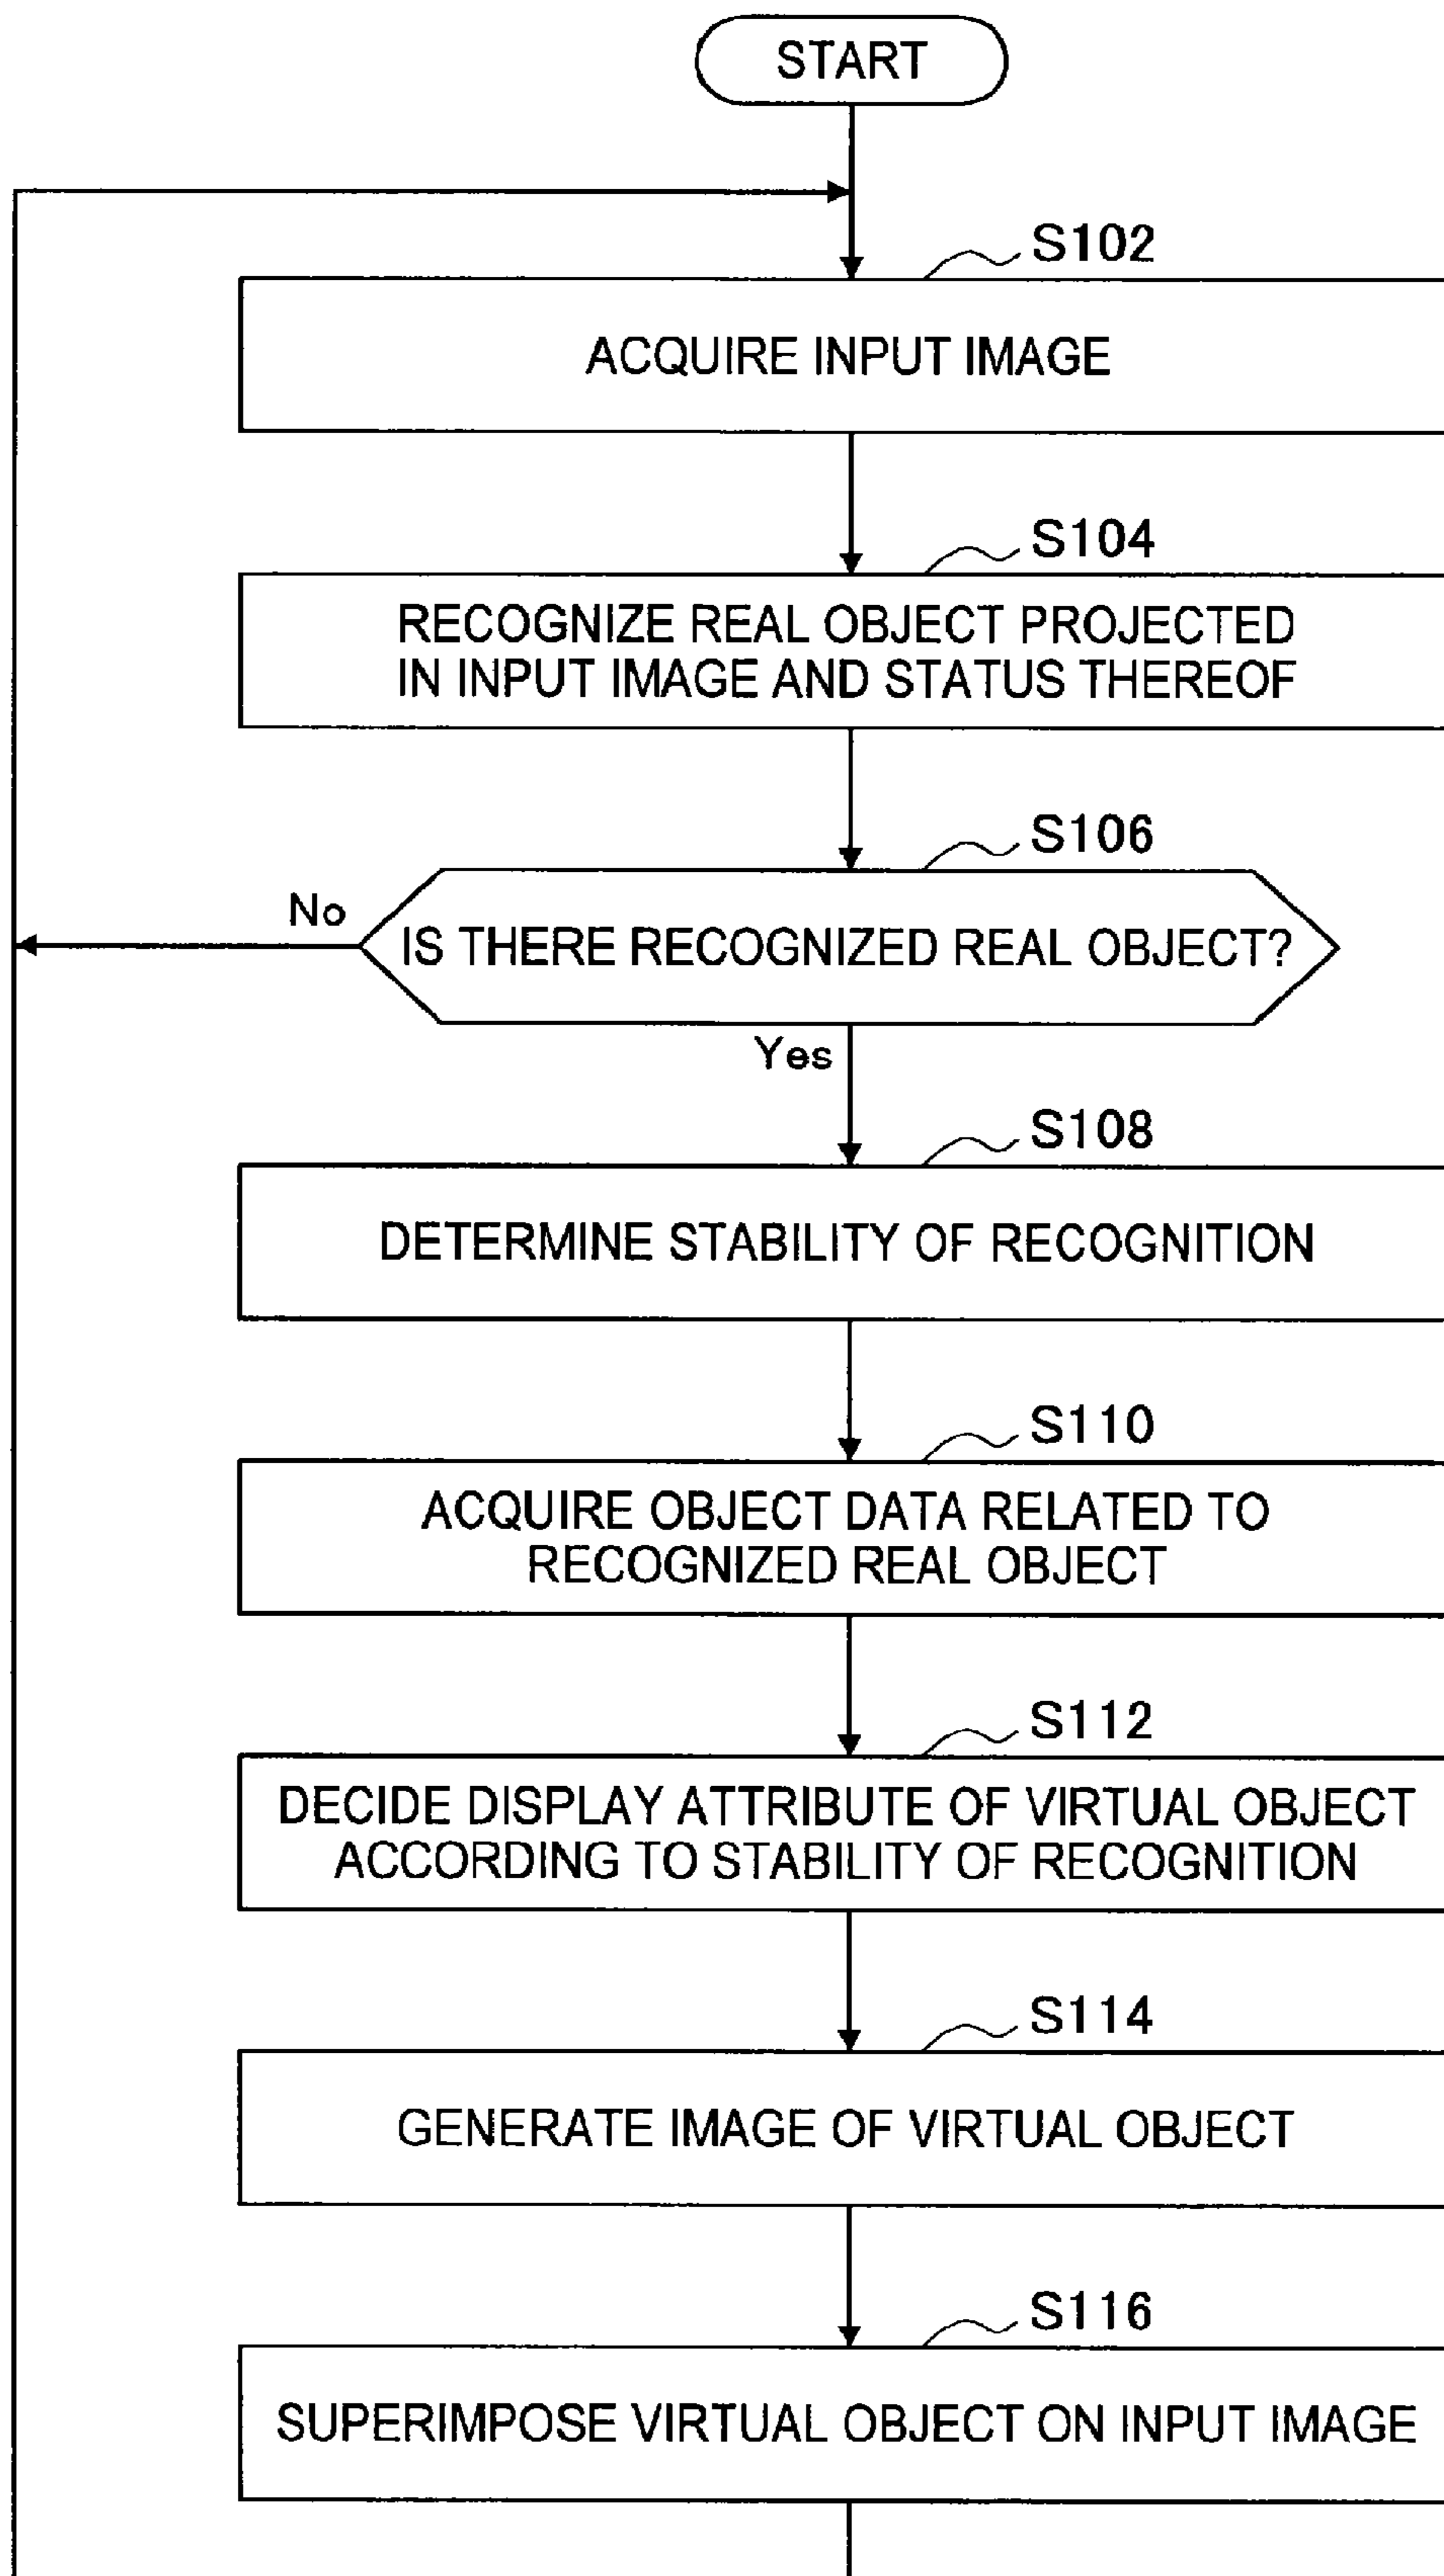 START
S102
ACQUIRE INPUT IMAGE
S104
RECOGNIZE REAL OBJECT PROJECTED
IN INPUT IMAGE AND STATUS THEREOF
S106
No
IS THERE RECOGNIZED REAL OBJECT?
Yes
S108
DETERMINE STABILITY OF RECOGNITION
S110
ACQUIRE OBJECT DATA RELATED TO
RECOGNIZED REAL OBJECT
S112
DECIDE DISPLAY ATTRIBUTE OF VIRTUAL OBJECT
ACCORDING TO STABILITY OF RECOGNITION
S114
GENERATE IMAGE OF VIRTUAL OBJECT
S116
SUPERIMPOSE VIRTUAL OBJECT ON INPUT IMAGE